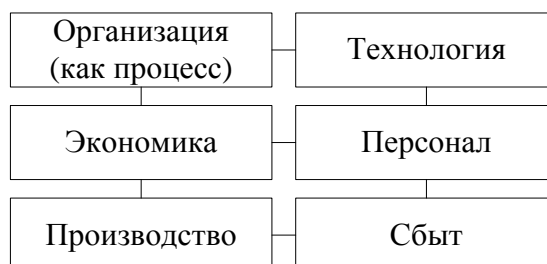 Организация
(как процесс)
Технология
Экономика
Персонал
Производство
Сбыт